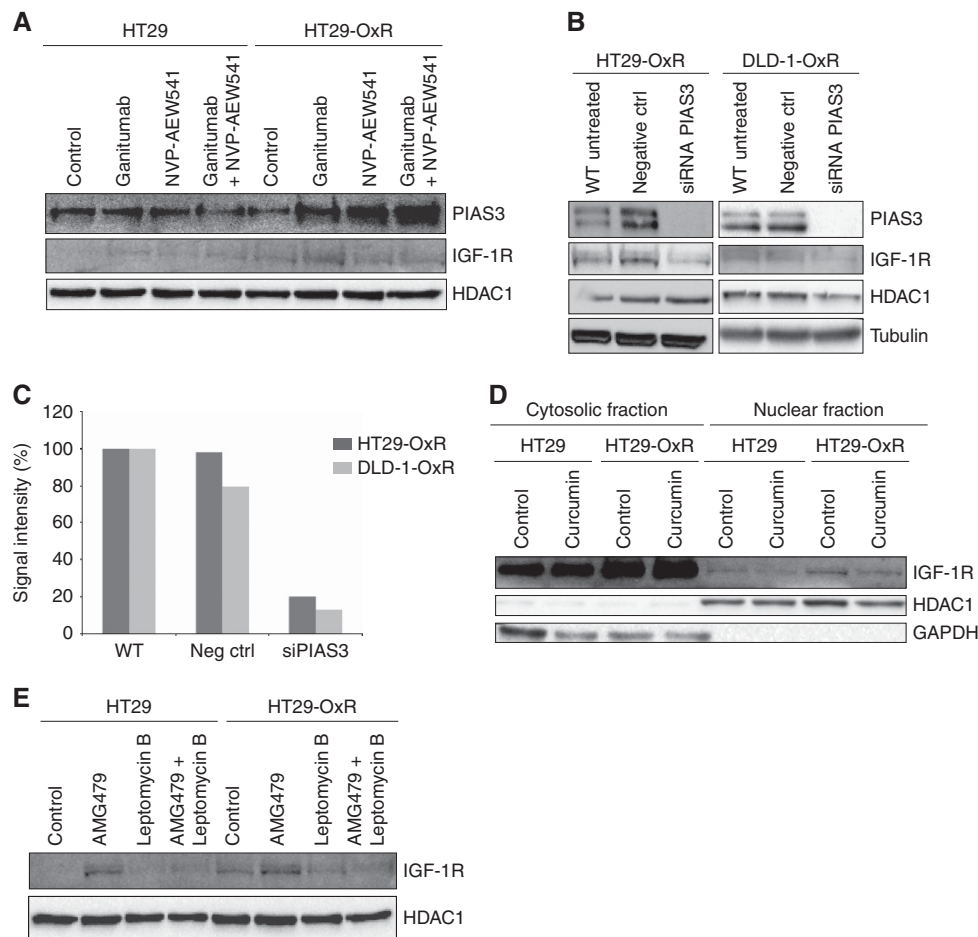 A
HT29
HT29-OxR
Control
Ganitumab
NVP-AEW541
Ganitumab
+ NVP-AEW541
Control
Ganitumab
NVP-AEW541
Ganitumab
+ NVP-AEW541
PIAS3
IGF-1R
HDAC1
B
HT29-OxR
DLD-1-OxR
WT untreated
Negative ctrl
siRNA PIAS3
WT untreated
Negative ctrl
siRNA PIAS3
PIAS3
IGF-1R
HDAC1
Tubulin
C
Signal intensity (%)
120
100
80
60
40
20
0
WT
Neg ctrl
siPIAS3
HT29-OxR
DLD-1-OxR
D
Cytosolic fraction
Nuclear fraction
HT29
HT29-OxR
HT29
HT29-OxR
Control
Curcumin
Control
Curcumin
Control
Curcumin
Control
Curcumin
IGF-1R
HDAC1
GAPDH
E
HT29
HT29-OxR
Control
AMG479
Leptomycin B
AMG479 +
Leptomycin B
Control
AMG479
Leptomycin B
AMG479 +
Leptomycin B
IGF-1R
HDAC1